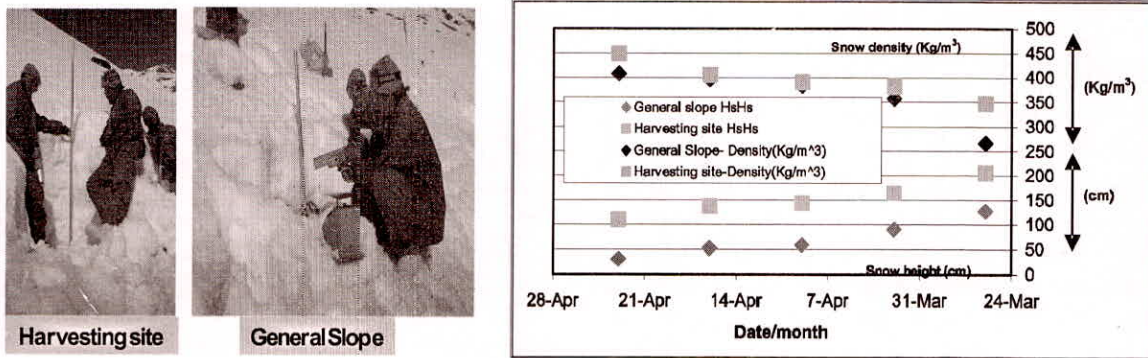 Harvesting site
General Slope
Snow density (Kg/m³)
General slope HsHs
Harvesting site HsHs
General Slope- Density(Kg/m^3)
Harvesting site-Density(Kg/m^3)
Snow height (cm)
500
450
400
350
300
250
200
150
100
50
0
(Kg/m³)
(cm)
28-Apr 21-Apr 14-Apr 7-Apr 31-Mar 24-Mar
Date/month